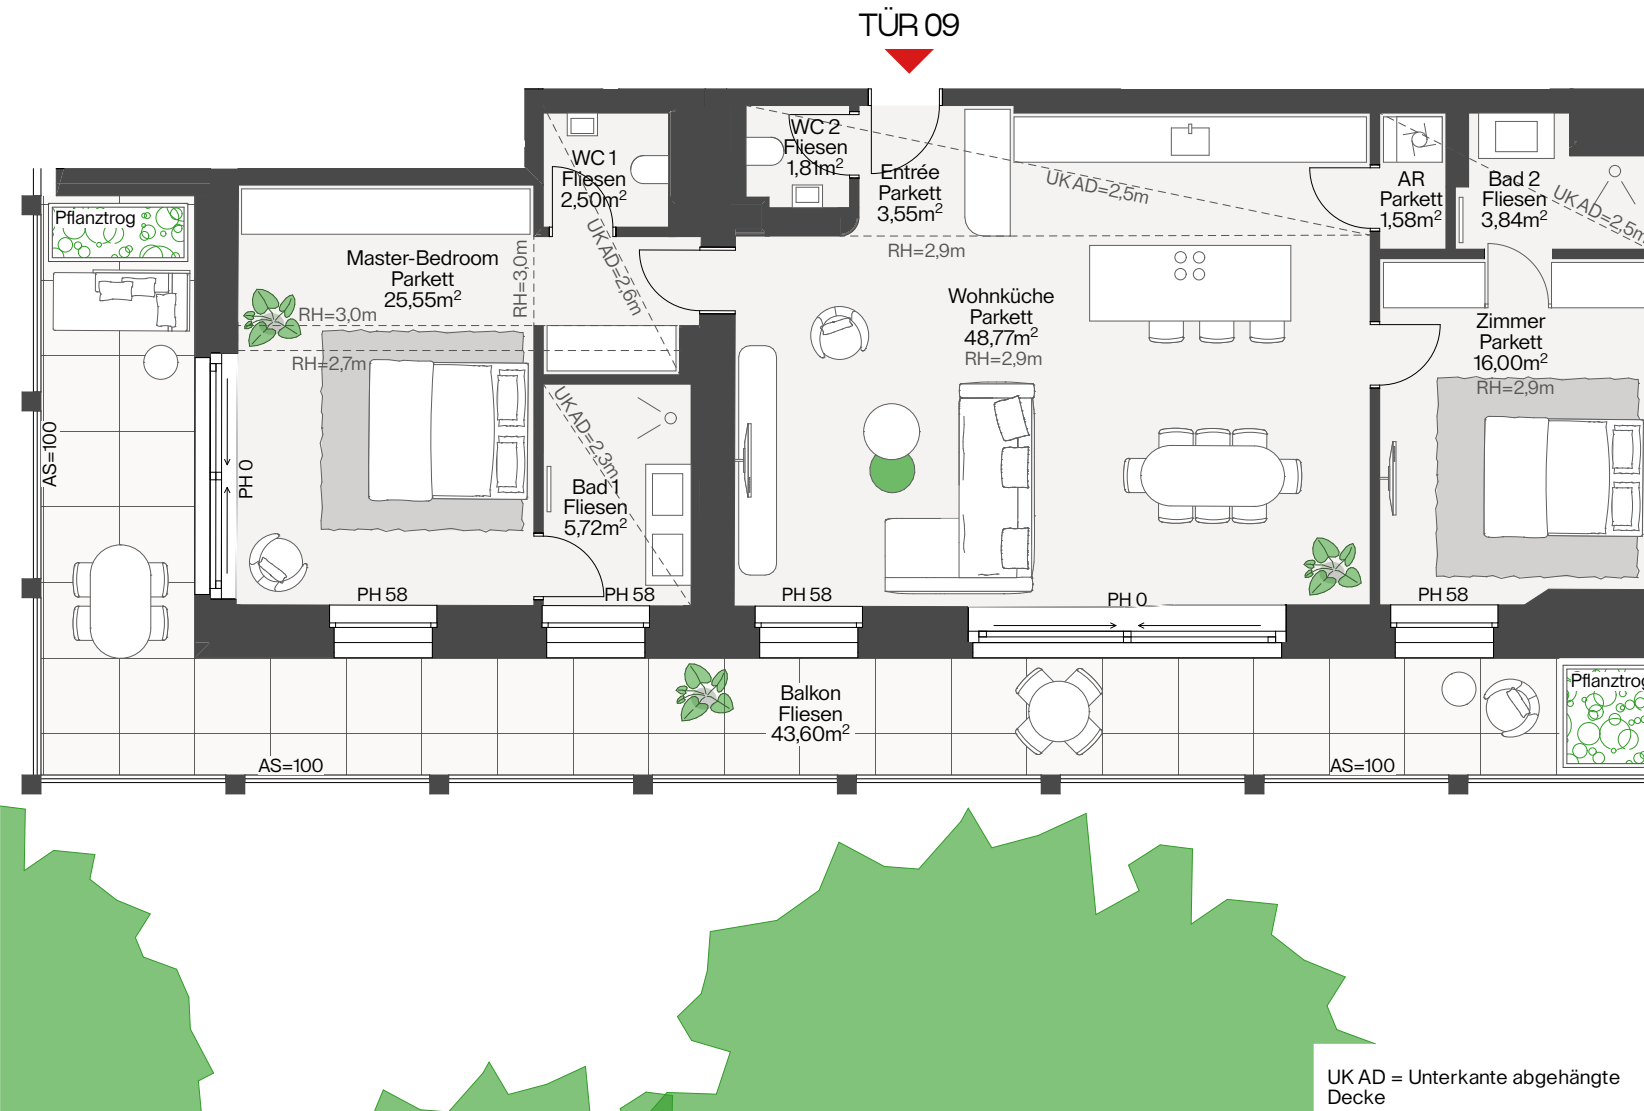 TÜR 09
WC 1
Fliesen
2,50m²
WC 2
Fliesen
1,81m²
Entrée
Parkett
3,55m²
UK AD=2,5m
AR
Parkett
1,58m²
Bad 2
Fliesen
3,84m²
UK AD=2,5m
Pflanztrog
Master-Bedroom
Parkett
25,55m²
RH=3,0m
RH=3,0m
RH=2,7m
UK AD=2,6m
RH=2,9m
Wohnküche
Parkett
48,77m²
RH=2,9m
Zimmer
Parkett
16,00m²
RH=2,9m
AS=100
PH 0
UK AD=2,3m
Bad 1
Fliesen
5,72m²
PH 58
PH 58
PH 58
PH 0
PH 58
Balkon
Fliesen
43,60m²
Pflanztrog
AS=100
AS=100
UK AD = Unterkante abgehängte
Decke